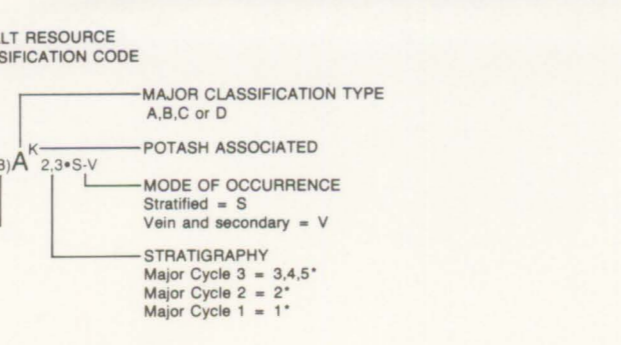 LT RESOURCE
SIFICATION CODE
MAJOR CLASSIFICATION TYPE
A,B,C or D
K
POTASH ASSOCIATED
3)A 2,3•S-V
MODE OF OCCURRENCE
Stratified = S
Vein and secondary = V
STRATIGRAPHY
Major Cycle 3 = 3,4,5*
Major Cycle 2 = 2*
Major Cycle 1 = 1*